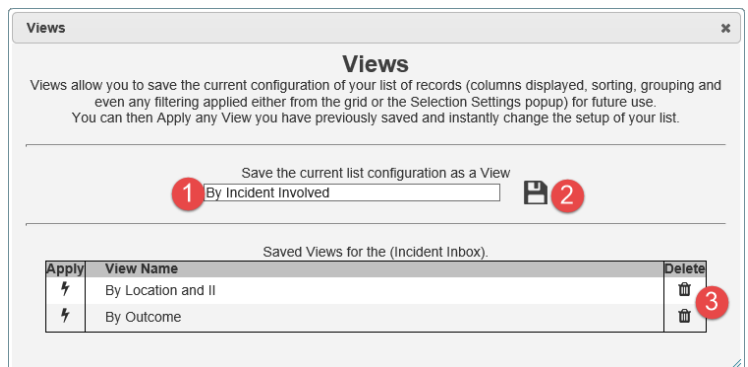 Views
Views
Views allow you to save the current configuration of your list of records (columns displayed, sorting, grouping and
even any filtering applied either from the grid or the Selection Settings popup) for future use.
You can then Apply any View you have previously saved and instantly change the setup of your list.
Save the current list configuration as a View
1 By Incident Involved 2
Saved Views for the (Incident Inbox).
Apply View Name Delete
By Location and II
3
By Outcome